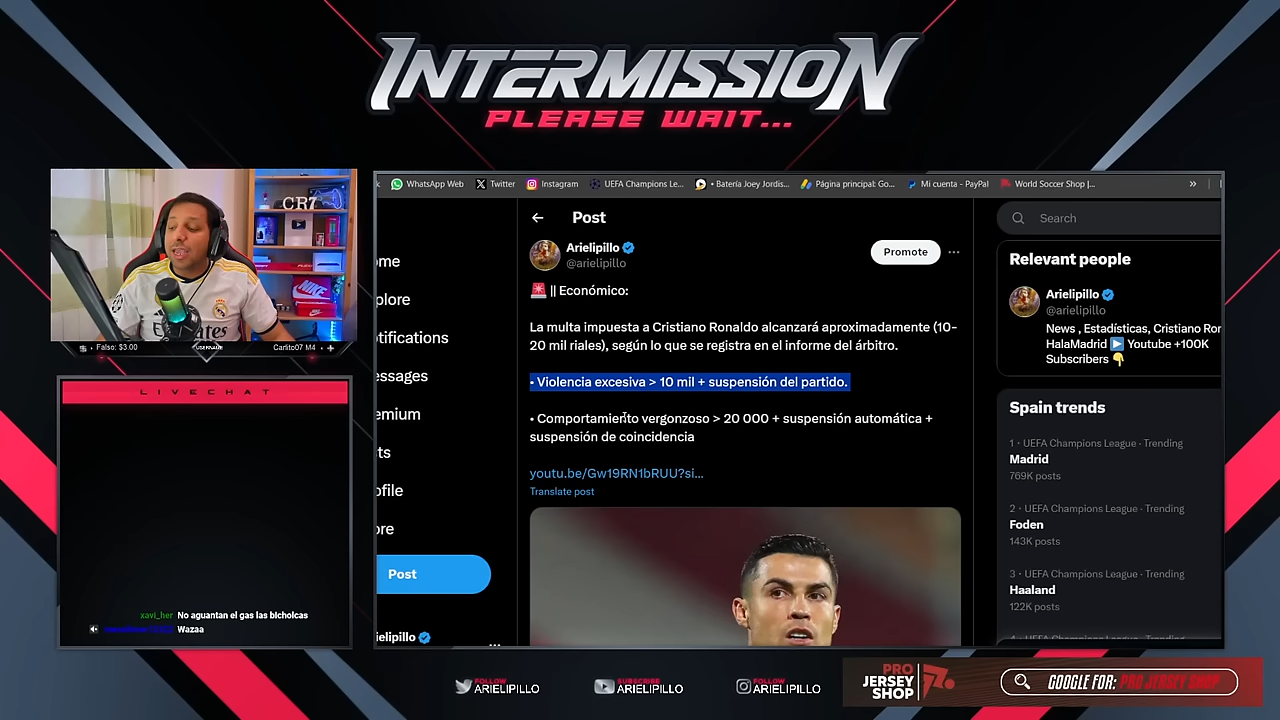 INTERMISSION
PLEASE WAIT...
WhatsApp Web
Twitter
Instagram
UEFA Champions Le...
• Batería Joey Jordis...
Página principal: Go...
Mi cuenta - PayPal
World Soccer Shop |...
»
Post
Search
Arielipillo
@arielipillo
Promote
...
|| Económico:
La multa impuesta a Cristiano Ronaldo alcanzará aproximadamente (10-
20 mil riales), según lo que se registra en el informe del árbitro.
• Violencia excesiva > 10 mil + suspensión del partido.
• Comportamiento vergonzoso > 20 000 + suspensión automática +
suspensión de coincidencia
youtu.be/Gw19RN1bRUU?si...
Translate post
ome
plore
tifications
essages
emium
ts
ofile
ore
Post
ielipillo
...
Relevant people
Arielipillo
@arielipillo
News , Estadísticas, Cristiano Ror
HalaMadrid Youtube +100K
Subscribers
Spain trends
1 · UEFA Champions League · Trending
Madrid
769K posts
2 · UEFA Champions League · Trending
Foden
143K posts
3 · UEFA Champions League · Trending
Haaland
122K posts
CR7
NIKE
Emirates
• Falso: $3.00
USERNAME
Carlito07 M4 •
LIVECHAT
xavi_her No aguantan el gas las bicholcas
Wazaa
FOLLOW
ARIELIPILLO
SUBSCRIBE
ARIELIPILLO
FOLLOW
ARIELIPILLO
PRO
JERSEY
SHOP
GOOGLE FOR: PRO JERSEY SHOP